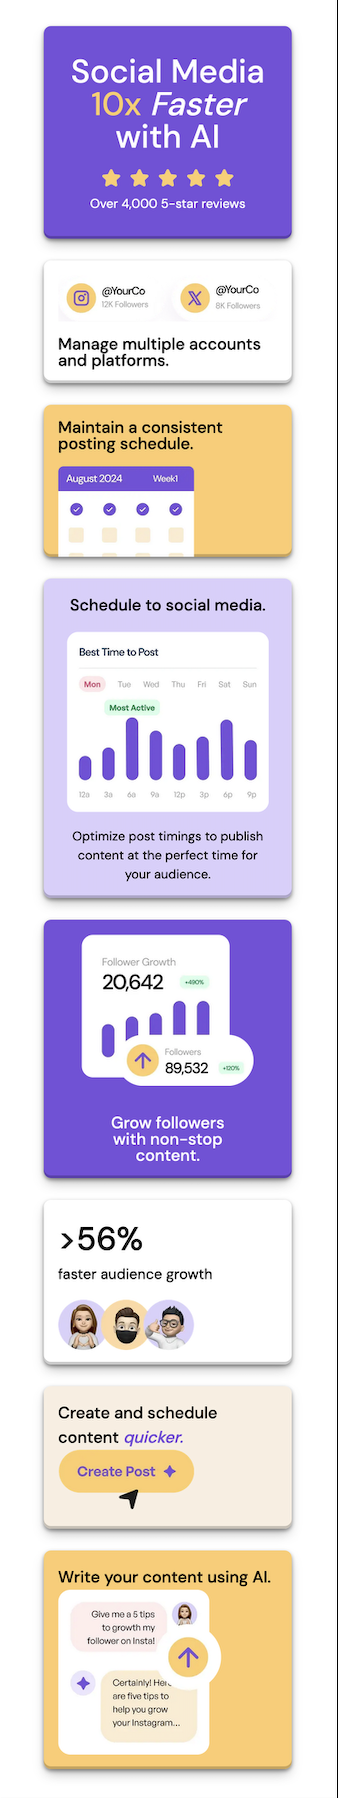 Social Media
10x Faster
with AI
Over 4,000 5-star reviews
@YourCo
12K Followers
@YourCo
8K Followers
Manage multiple accounts
and platforms.
Maintain a consistent
posting schedule.
August 2024 Week1
Schedule to social media.
Best Time to Post
Mon Tue Wed Thu Fri Sat Sun
Most Active
12a 3a 6a 9a 12p 3p 6p 9p
Optimize post timings to publish
content at the perfect time for
your audience.
Follower Growth
20,642 +490%
Followers
89,532 +120%
Grow followers
with non-stop
content.
>56%
faster audience growth
Create and schedule
content quicker.
Create Post
Write your content using AI.
Give me a 5 tips
to growth my
follower on Insta!
Certainly! Here
are five tips to
help you grow
your Instagram...